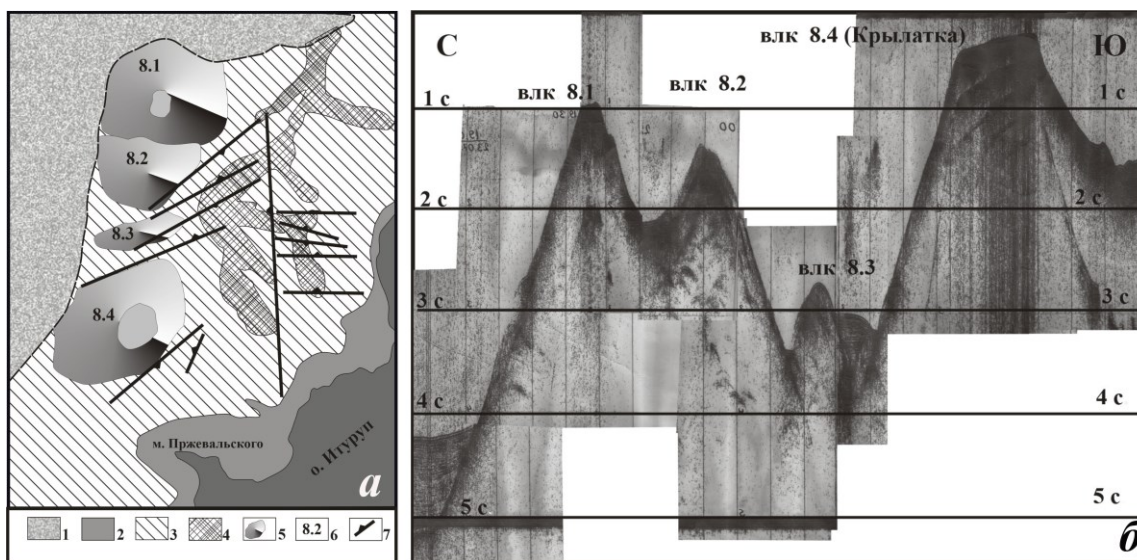 8.1
8.2
8.3
8.4
м. Пржевальского
о. Итуруп
а
1 2 3 4 5 8.2 6 7
С Ю
влк 8.4 (Крылатка)
влк 8.1 влк 8.2
1 с 1 с
2 с 2 с
влк 8.3
3 с 3 с
4 с 4 с
5 с 5 с
б